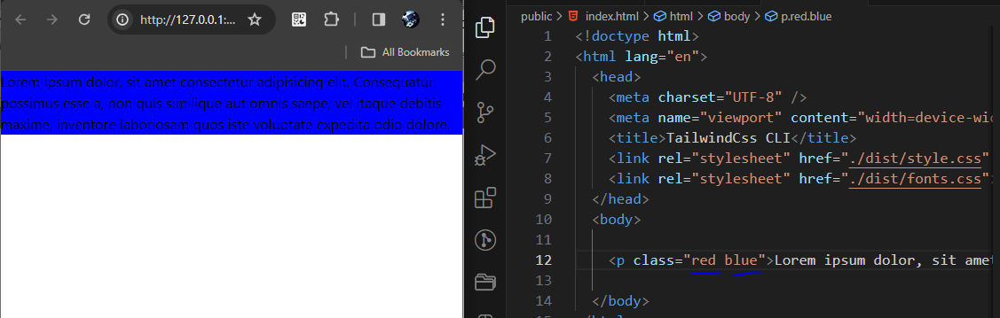 http://127.0.0.1:...
All Bookmarks
Lorem ipsum dolor, sit amet consectetur adipisicing elit. Consequatur
possimus esse a, non quis similique aut omnis saepe, vel itaque debitis
maxime, inventore laboriosam quos iste voluptate expedita odio dolore.
public > index.html > html > body > p.red.blue
1 <!doctype html>
2 <html lang="en">
3 <head>
4 <meta charset="UTF-8" />
5 <meta name="viewport" content="width=device-wid
6 <title>TailwindCss CLI</title>
7 <link rel="stylesheet" href="./dist/style.css"
8 <link rel="stylesheet" href="./dist/fonts.css">
9 </head>
10 <body>
11
12 <p class="red blue">Lorem ipsum dolor, sit amet
13
14 </body>
15 </html>